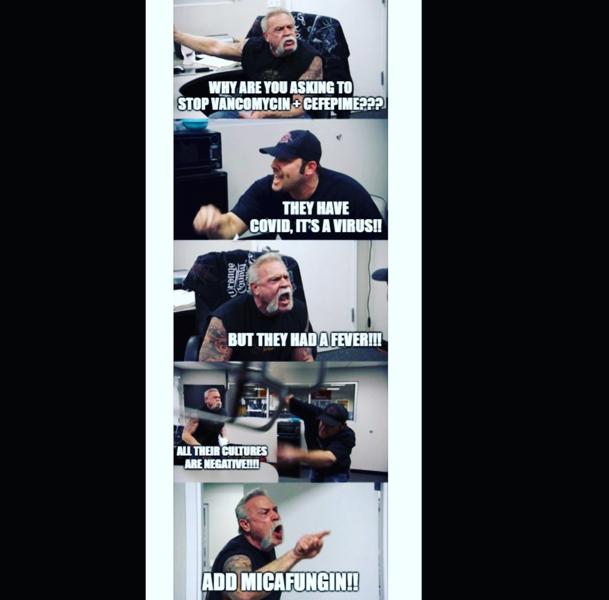 WHY ARE YOU ASKING TO
STOP VANCOMYCIN + CEFEPIME???
THEY HAVE
COVID, IT'S A VIRUS!!
BUT THEY HAD A FEVER!!!
ALL THEIR CULTURES
ARE NEGATIVE!!!!
ADD MICAFUNGIN!!